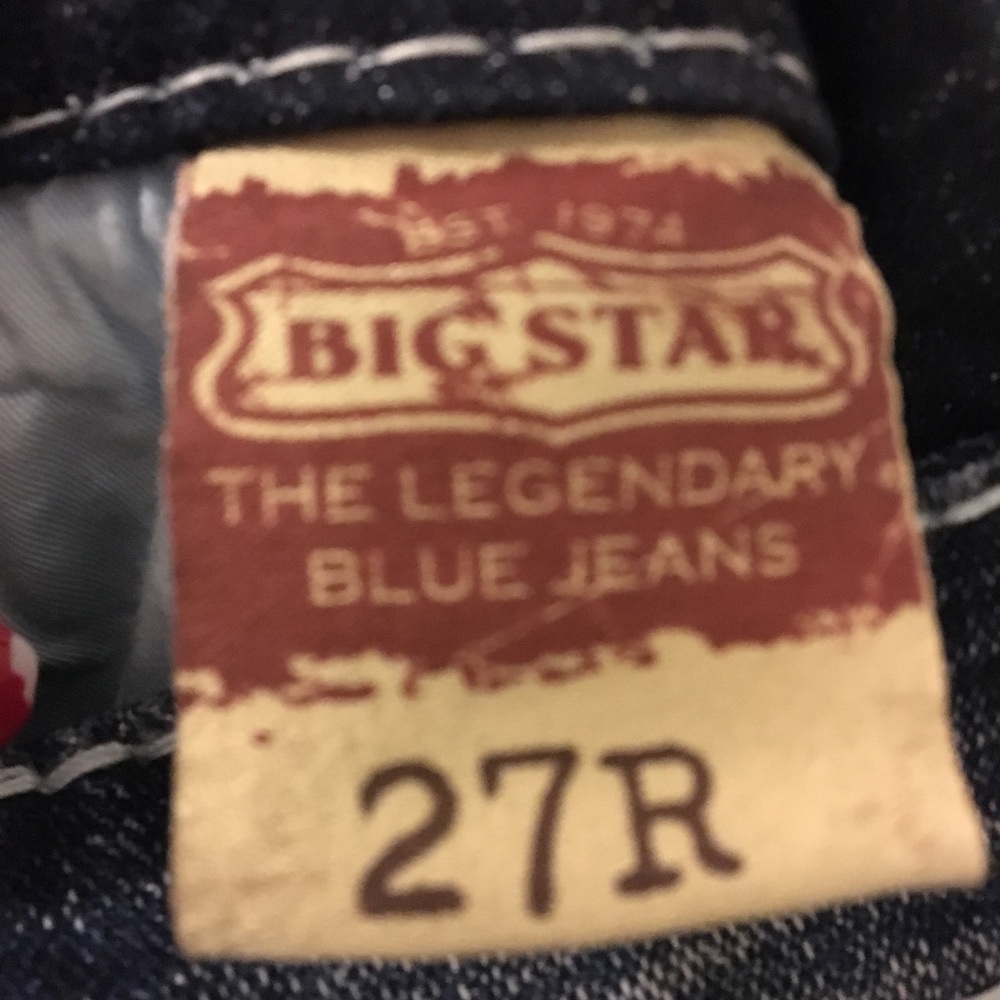 EST. 1974
BIG STAR
THE LEGENDARY
BLUE JEANS
27R